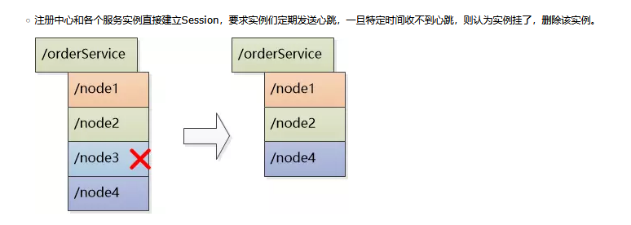 注册中心和各个服务实例直接建立Session，要求实例们定期发送心跳，一旦特定时间收不到心跳，则认为实例挂了，删除该实例。
/orderService
/node1
/node2
/node3
/node4
/orderService
/node1
/node2
/node4